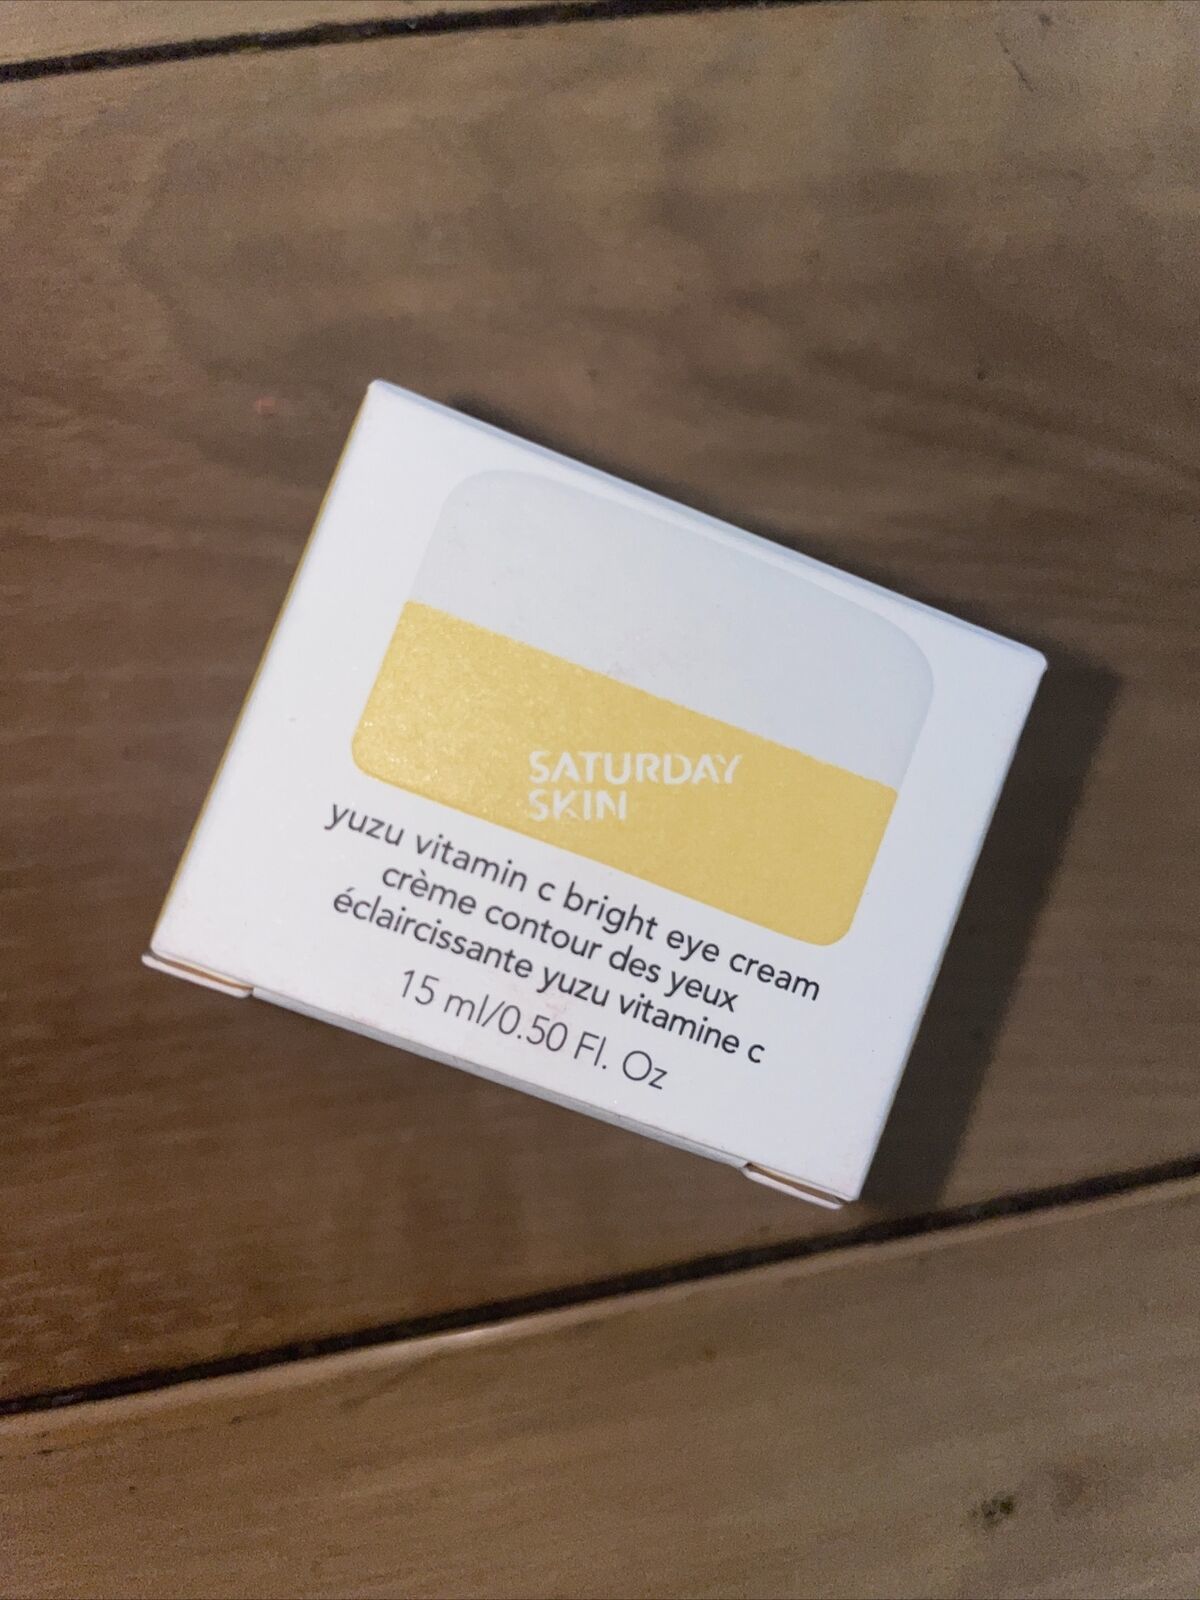 SATURDAY
SKIN
yuzu vitamin c bright eye cream
crème contour des yeux
éclaircissante yuzu vitamine c
15 ml/0.50 Fl. Oz